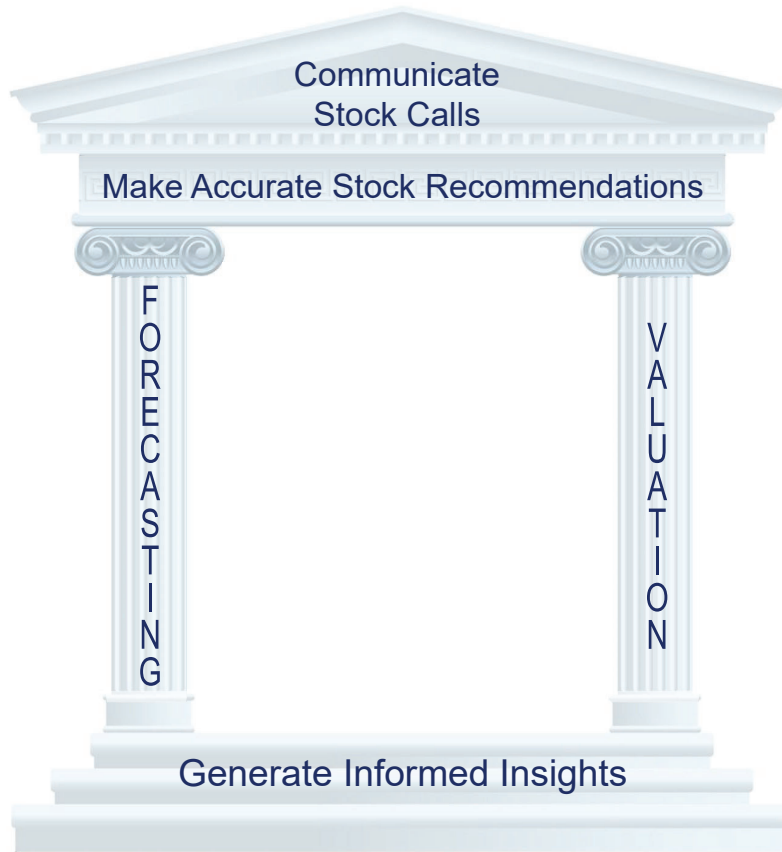 Communicate
Stock Calls
Make Accurate Stock Recommendations
FORECASTING
VALUATION
Generate Informed Insights